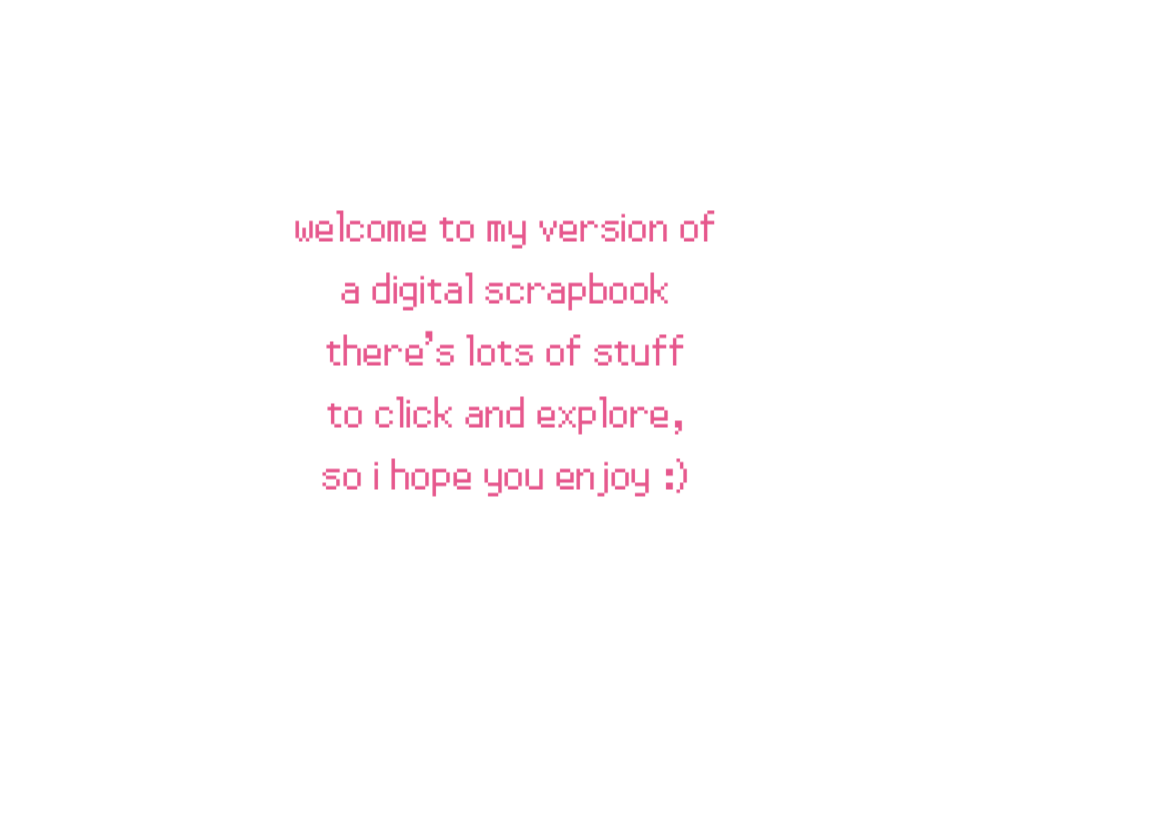 welcome to my version of
a digital scrapbook
there's lots of stuff
to click and explore,
so i hope you enjoy :)